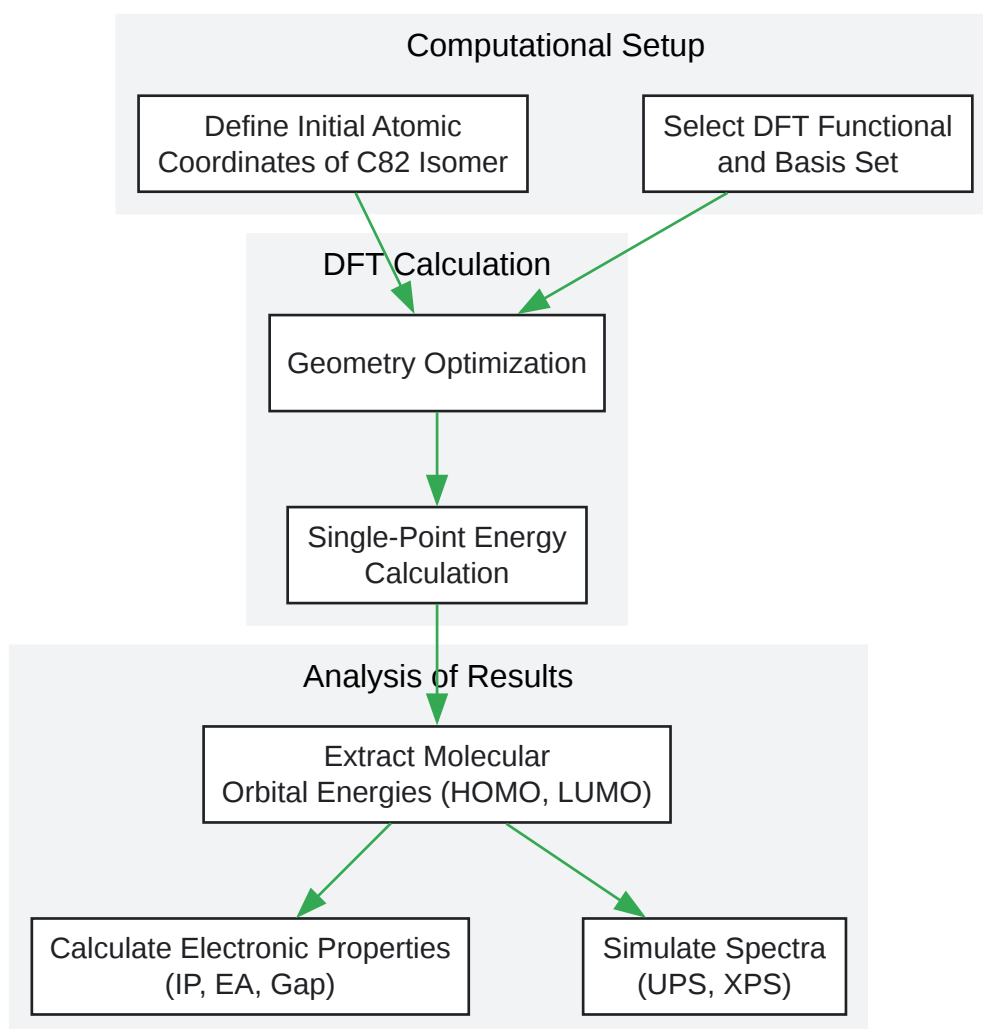 Computational Setup
Define Initial Atomic
Coordinates of C82 Isomer
Select DFT Functional
and Basis Set
DFT Calculation
Geometry Optimization
Single-Point Energy
Calculation
Analysis of Results
Extract Molecular
Orbital Energies (HOMO, LUMO)
Calculate Electronic Properties
(IP, EA, Gap)
Simulate Spectra
(UPS, XPS)